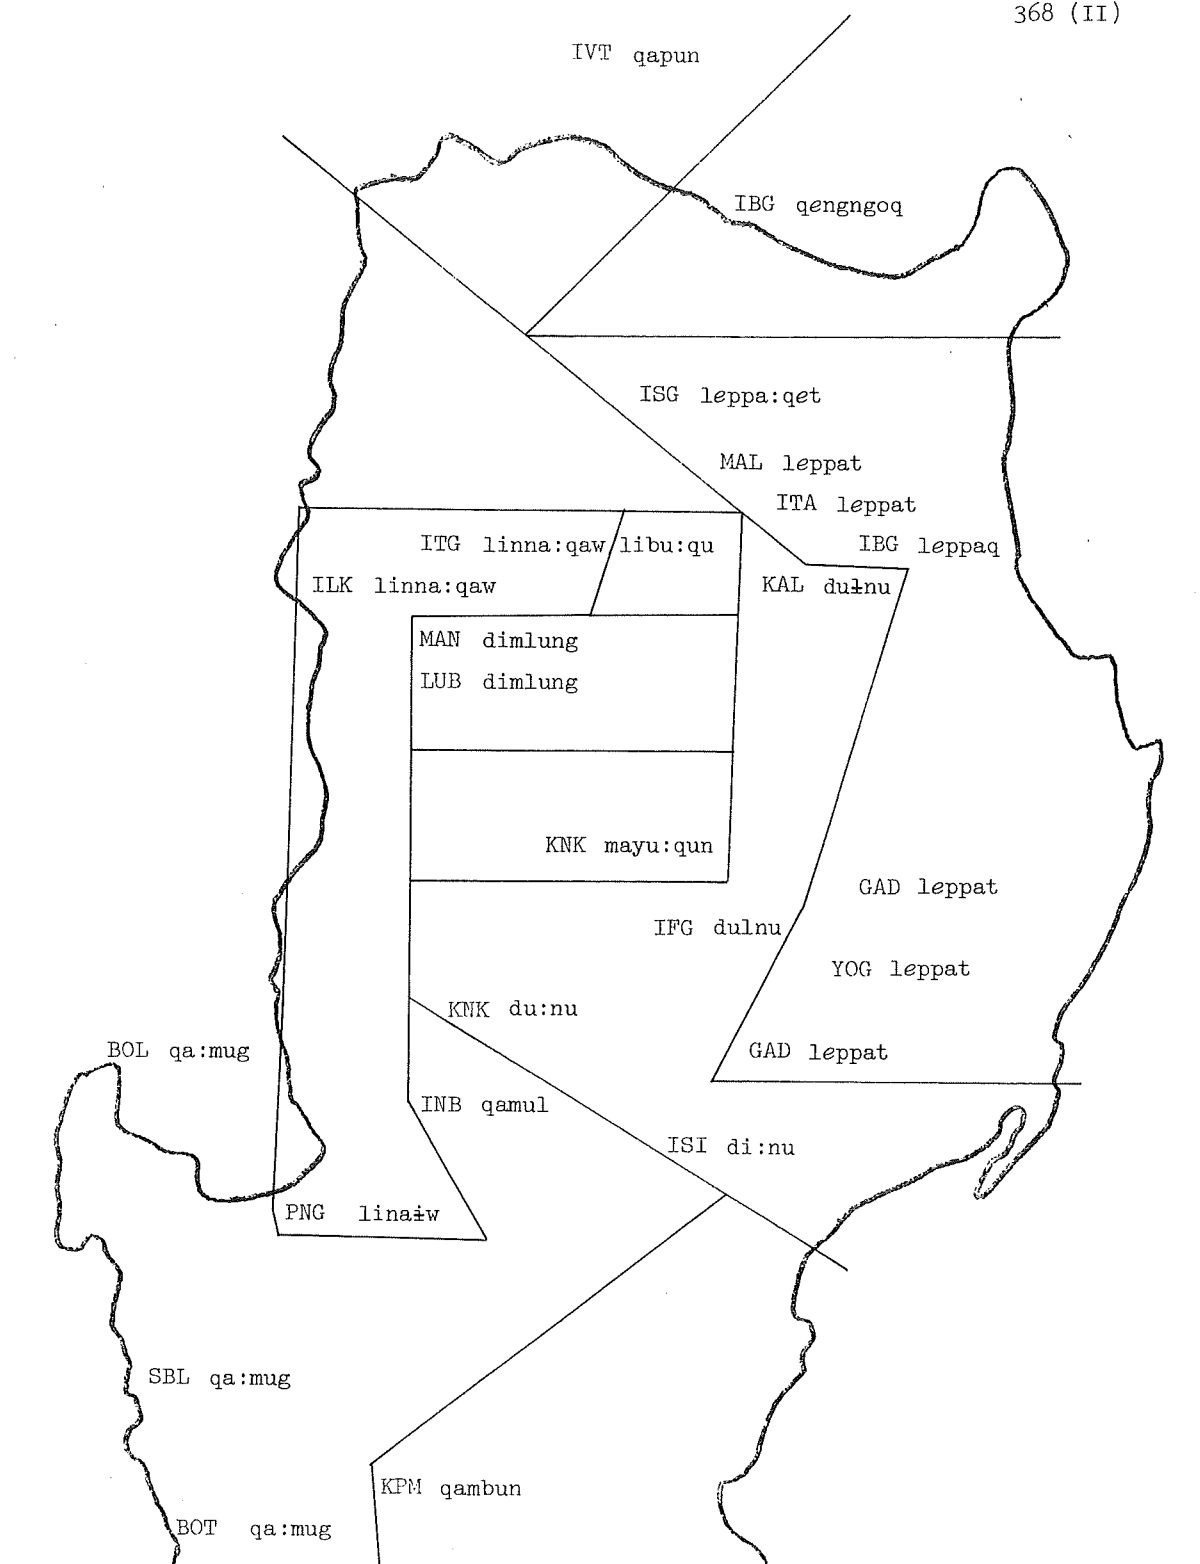 368 (II)
IVT qapun
IBG qengngoq
ISG leppa:qet
MAL leppat
ITA leppat
ITG linna:qaw libu:qu
IBG leppaq
ILK linna:qaw
KAL duɨnu
MAN dimlung
LUB dimlung
KNK mayu:qun
GAD leppat
IFG dulnu
YOG leppat
KNK du:nu
BOL qa:mug
GAD leppat
INB qamul
ISI di:nu
PNG linaɨw
SBL qa:mug
KPM qambun
BOT qa:mug